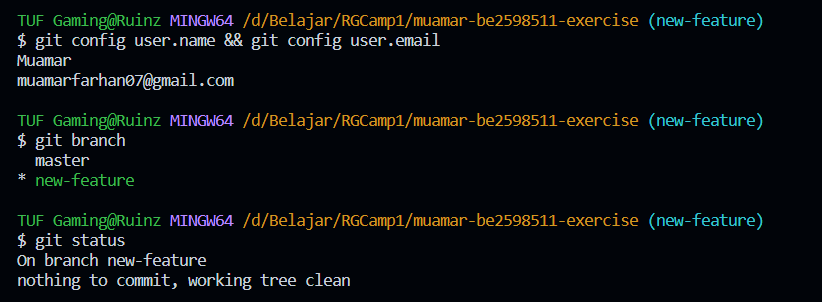 TUF Gaming@Ruinz MINGW64 /d/Belajar/RGCamp1/muamar-be2598511-exercise (new-feature)
$ git config user.name && git config user.email
Muamar
muamarfarhan07@gmail.com
TUF Gaming@Ruinz MINGW64 /d/Belajar/RGCamp1/muamar-be2598511-exercise (new-feature)
$ git branch
  master
* new-feature
TUF Gaming@Ruinz MINGW64 /d/Belajar/RGCamp1/muamar-be2598511-exercise (new-feature)
$ git status
On branch new-feature
nothing to commit, working tree clean